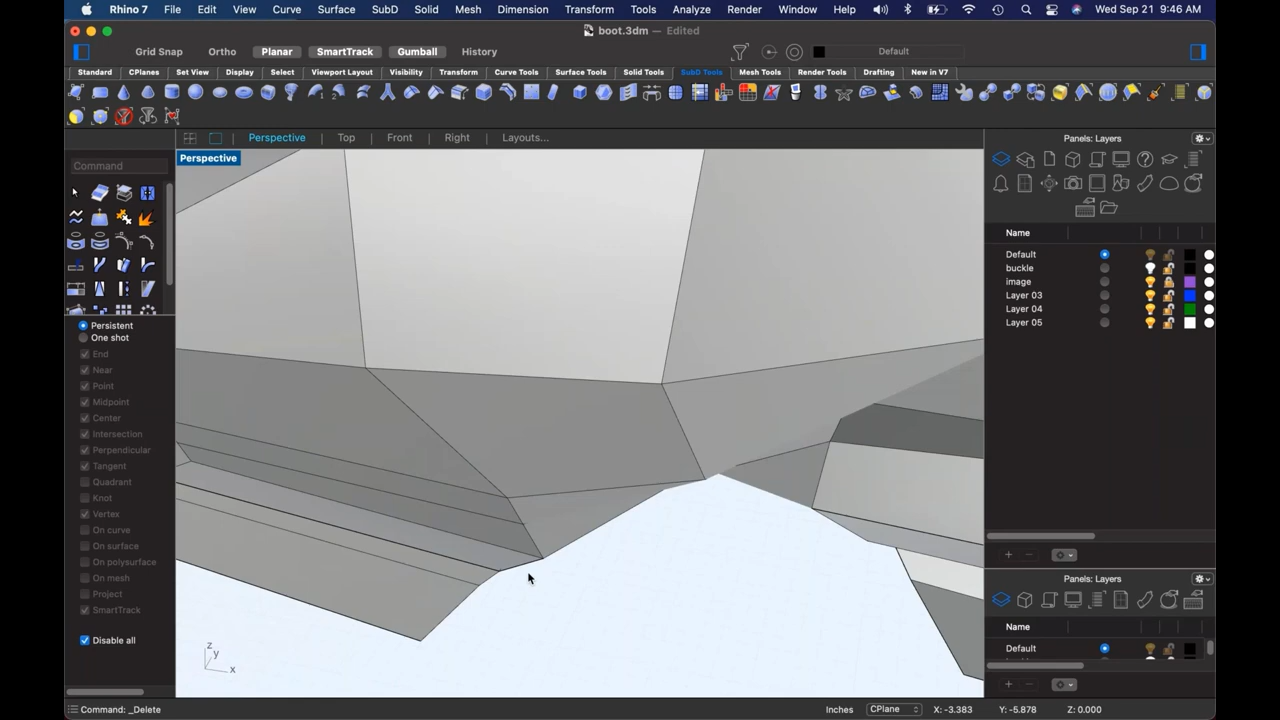 Rhino 7 File Edit View Curve Surface SubD Solid Mesh Dimension Transform Tools Analyze Render Window Help Wed Sep 21 9:46 AM
boot.3dm — Edited
Grid Snap Ortho Planar SmartTrack Gumball History Default
Standard CPlanes Set View Display Select Viewport Layout Visibility Transform Curve Tools Surface Tools Solid Tools SubD Tools Mesh Tools Render Tools Drafting New in V7
Perspective Top Front Right Layouts...
Panels: Layers
Perspective
Command
Name
Default
buckle
image
Layer 03
Layer 04
Layer 05
Persistent
One shot
End
Near
Point
Midpoint
Center
Intersection
Perpendicular
Tangent
Quadrant
Knot
Vertex
On curve
On surface
On polysurface
On mesh
Project
SmartTrack
Disable all
Panels: Layers
Name
Default
z
y
x
Command: _Delete Inches CPlane X: -3.383 Y: -5.878 Z: 0.000